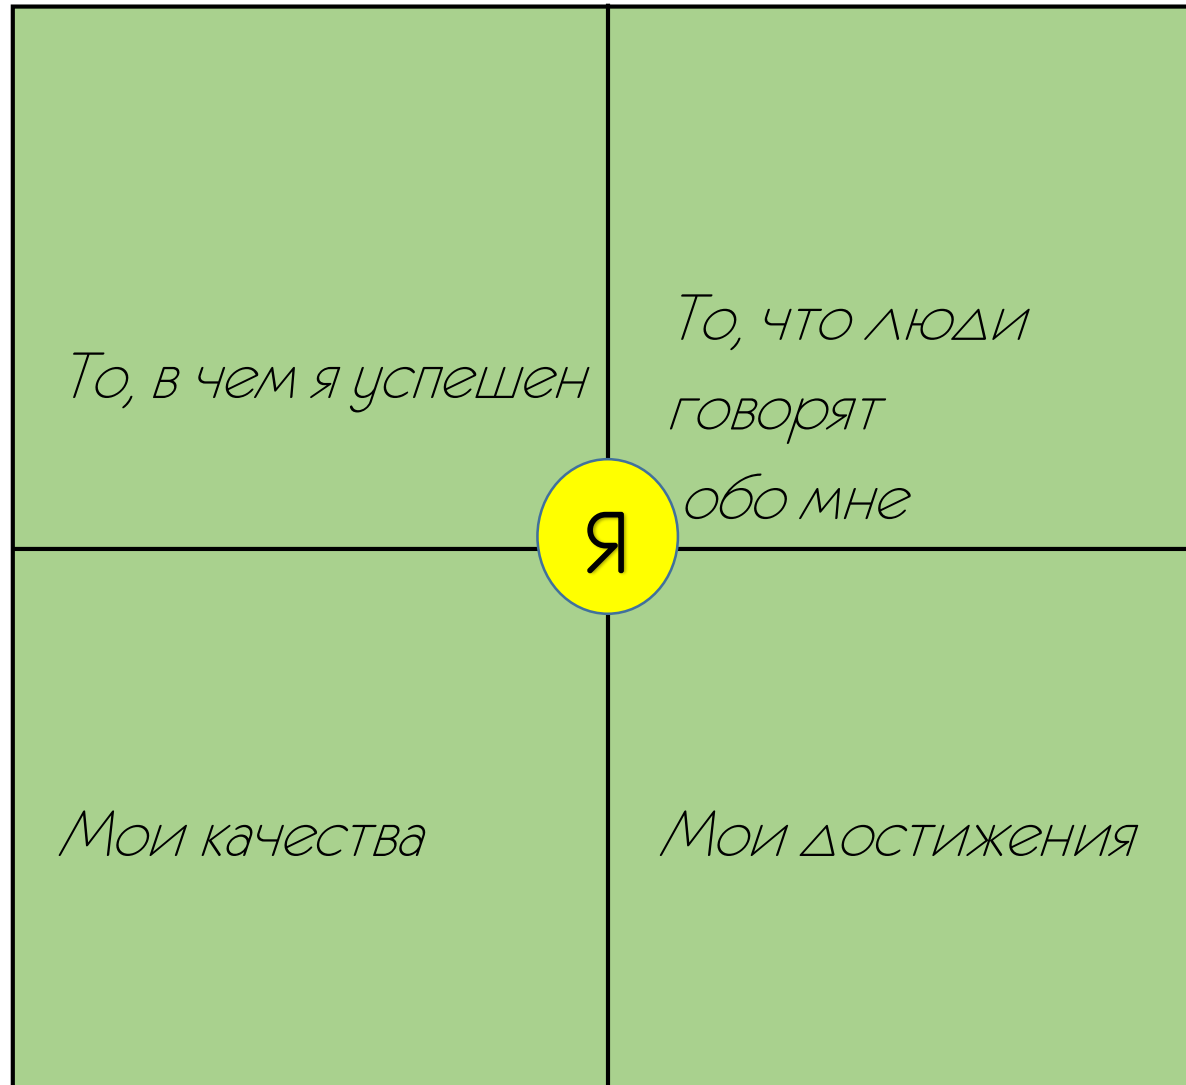 То, в чем я успешен
То, что люди
говорят
обо мне
Я
Мои качества
Мои достижения